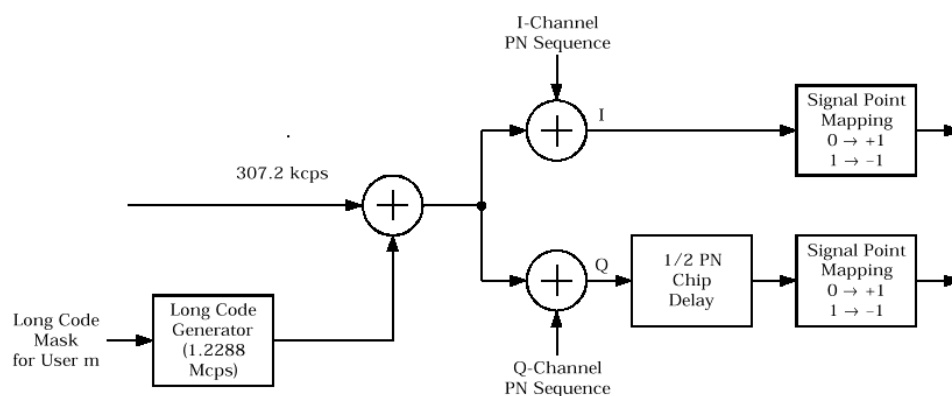 I-Channel
PN Sequence
I
Signal Point
Mapping
0 → +1
1 → −1
307.2 kcps
Q
1/2 PN
Chip
Delay
Signal Point
Mapping
0 → +1
1 → −1
Long Code
Mask
for User m
Long Code
Generator
(1.2288
Mcps)
Q-Channel
PN Sequence